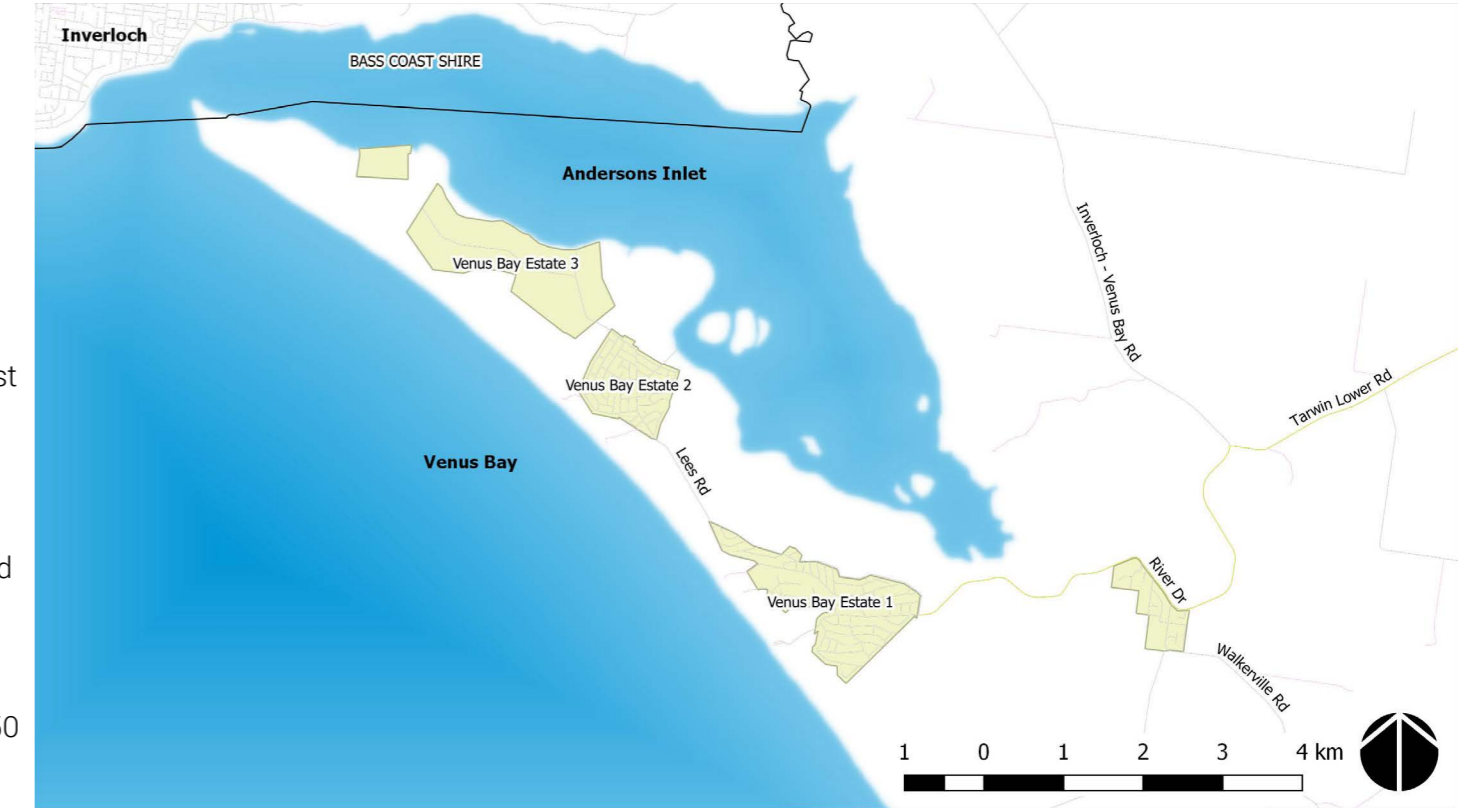 Inverloch
BASS COAST SHIRE
Andersons Inlet
Inverloch - Venus Bay Rd
Venus Bay Estate 3
st
Venus Bay Estate 2
Tarwin Lower Rd
Venus Bay
Lees Rd
d
River Dr
Venus Bay Estate 1
Walkerville Rd
50
1 0 1 2 3 4 km